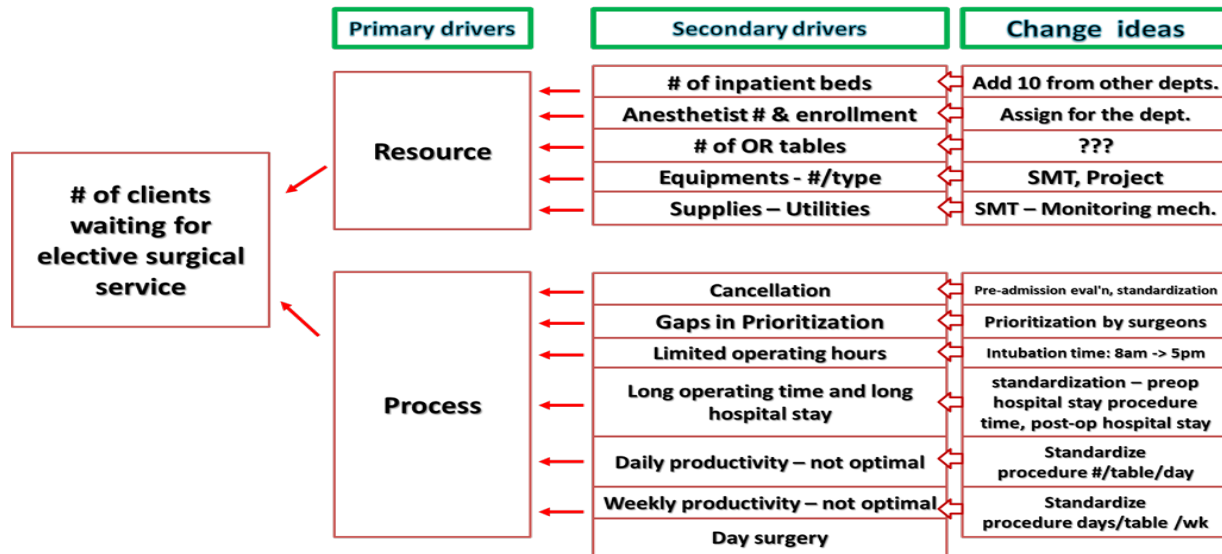 Primary drivers
Secondary drivers
Change ideas
# of clients
waiting for
elective surgical
service
Resource
# of inpatient beds
Add 10 from other depts.
Anesthetist # & enrollment
Assign for the dept.
# of OR tables
???
Equipments - #/type
SMT, Project
Supplies – Utilities
SMT – Monitoring mech.
Process
Cancellation
Pre-admission eval'n, standardization
Gaps in Prioritization
Prioritization by surgeons
Limited operating hours
Intubation time: 8am -> 5pm
Long operating time and long
hospital stay
standardization – preop
hospital stay procedure
time, post-op hospital stay
Daily productivity – not optimal
Standardize
procedure #/table/day
Weekly productivity – not optimal
Standardize
procedure days/table /wk
Day surgery